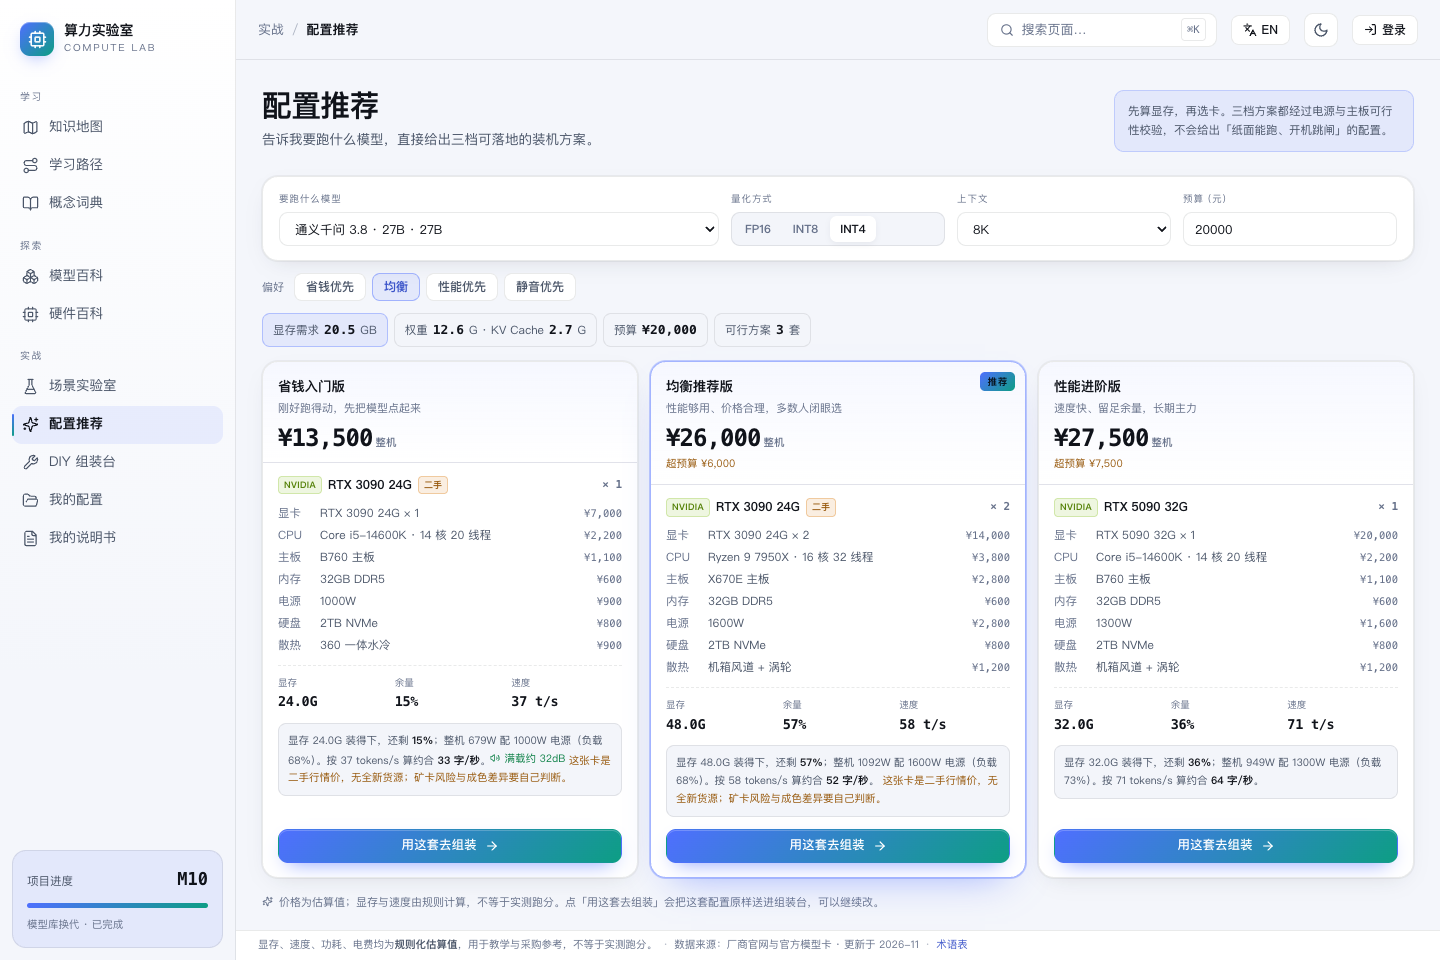 算力实验室
COMPUTE LAB
学习
知识地图
学习路径
概念词典
探索
模型百科
硬件百科
实战
场景实验室
配置推荐
DIY 组装台
我的配置
我的说明书
项目进度 M10
模型库换代 · 已完成
实战 / 配置推荐
搜索页面… ⌘K
EN
登录
配置推荐
告诉我要跑什么模型，直接给出三档可落地的装机方案。
先算显存，再选卡。三档方案都经过电源与主板可行
性校验，不会给出「纸面能跑、开机跳闸」的配置。
要跑什么模型
通义千问 3.8 · 27B · 27B
量化方式
FP16 INT8 INT4
上下文
8K
预算 (元)
20000
偏好 省钱优先 均衡 性能优先 静音优先
显存需求 20.5 GB
权重 12.6 G · KV Cache 2.7 G
预算 ¥20,000
可行方案 3 套
省钱入门版
刚好跑得动，先把模型点起来
¥13,500 整机
NVIDIA RTX 3090 24G 二手 × 1
显卡 RTX 3090 24G × 1 ¥7,000
CPU Core i5-14600K · 14 核 20 线程 ¥2,200
主板 B760 主板 ¥1,100
内存 32GB DDR5 ¥600
电源 1000W ¥900
硬盘 2TB NVMe ¥800
散热 360 一体水冷 ¥900
显存 余量 速度
24.0G 15% 37 t/s
显存 24.0G 装得下，还剩 15%；整机 679W 配 1000W 电源（负载
68%）。按 37 tokens/s 算约合 33 字/秒。 满载约 32dB 这张卡是
二手行情价，无全新货源；矿卡风险与成色差异要自己判断。
用这套去组装
均衡推荐版
推荐
性能够用、价格合理，多数人闭眼选
¥26,000 整机
超预算 ¥6,000
NVIDIA RTX 3090 24G 二手 × 2
显卡 RTX 3090 24G × 2 ¥14,000
CPU Ryzen 9 7950X · 16 核 32 线程 ¥3,800
主板 X670E 主板 ¥2,800
内存 32GB DDR5 ¥600
电源 1600W ¥2,800
硬盘 2TB NVMe ¥800
散热 机箱风道 + 涡轮 ¥1,200
显存 余量 速度
48.0G 57% 58 t/s
显存 48.0G 装得下，还剩 57%；整机 1092W 配 1600W 电源（负载
68%）。按 58 tokens/s 算约合 52 字/秒。 这张卡是二手行情价，无
全新货源；矿卡风险与成色差异要自己判断。
用这套去组装
性能进阶版
速度快、留足余量，长期主力
¥27,500 整机
超预算 ¥7,500
NVIDIA RTX 5090 32G × 1
显卡 RTX 5090 32G × 1 ¥20,000
CPU Core i5-14600K · 14 核 20 线程 ¥2,200
主板 B760 主板 ¥1,100
内存 32GB DDR5 ¥600
电源 1300W ¥1,600
硬盘 2TB NVMe ¥800
散热 机箱风道 + 涡轮 ¥1,200
显存 余量 速度
32.0G 36% 71 t/s
显存 32.0G 装得下，还剩 36%；整机 949W 配 1300W 电源（负载
73%）。按 71 tokens/s 算约合 64 字/秒。
用这套去组装
价格为估算值；显存与速度由规则计算，不等于实测跑分。点「用这套去组装」会把这套配置原样送进组装台，可以继续改。
显存、速度、功耗、电费均为规则化估算值，用于教学与采购参考，不等于实测跑分。 · 数据来源：厂商官网与官方模型卡 · 更新于 2026-11 · 术语表